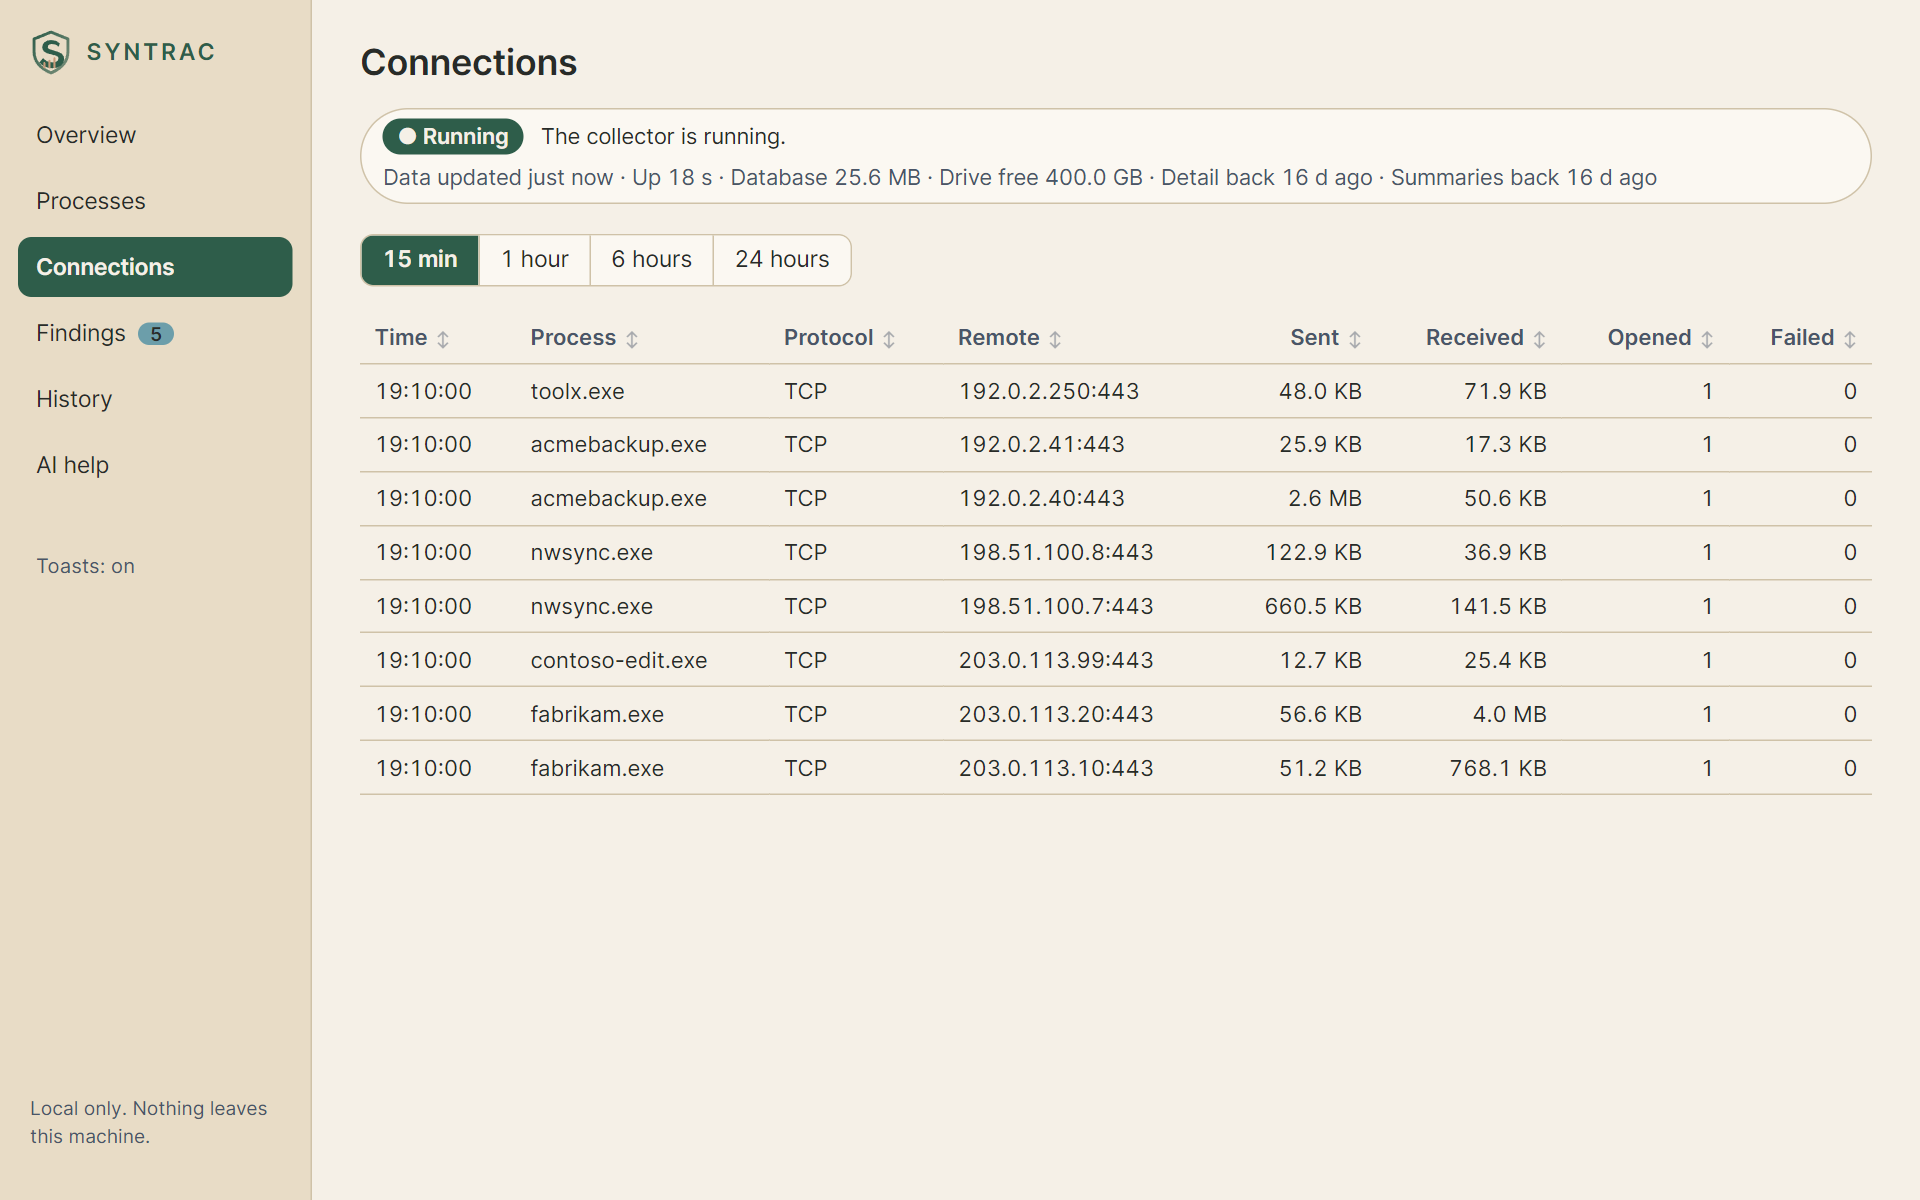 SYNTRAC
Overview
Processes
Connections
Findings 5
History
AI help
Toasts: on
Local only. Nothing leaves
this machine.
Connections
Running The collector is running.
Data updated just now · Up 18 s · Database 25.6 MB · Drive free 400.0 GB · Detail back 16 d ago · Summaries back 16 d ago
15 min 1 hour 6 hours 24 hours
Time Process Protocol Remote Sent Received Opened Failed
19:10:00 toolx.exe TCP 192.0.2.250:443 48.0 KB 71.9 KB 1 0
19:10:00 acmebackup.exe TCP 192.0.2.41:443 25.9 KB 17.3 KB 1 0
19:10:00 acmebackup.exe TCP 192.0.2.40:443 2.6 MB 50.6 KB 1 0
19:10:00 nwsync.exe TCP 198.51.100.8:443 122.9 KB 36.9 KB 1 0
19:10:00 nwsync.exe TCP 198.51.100.7:443 660.5 KB 141.5 KB 1 0
19:10:00 contoso-edit.exe TCP 203.0.113.99:443 12.7 KB 25.4 KB 1 0
19:10:00 fabrikam.exe TCP 203.0.113.20:443 56.6 KB 4.0 MB 1 0
19:10:00 fabrikam.exe TCP 203.0.113.10:443 51.2 KB 768.1 KB 1 0